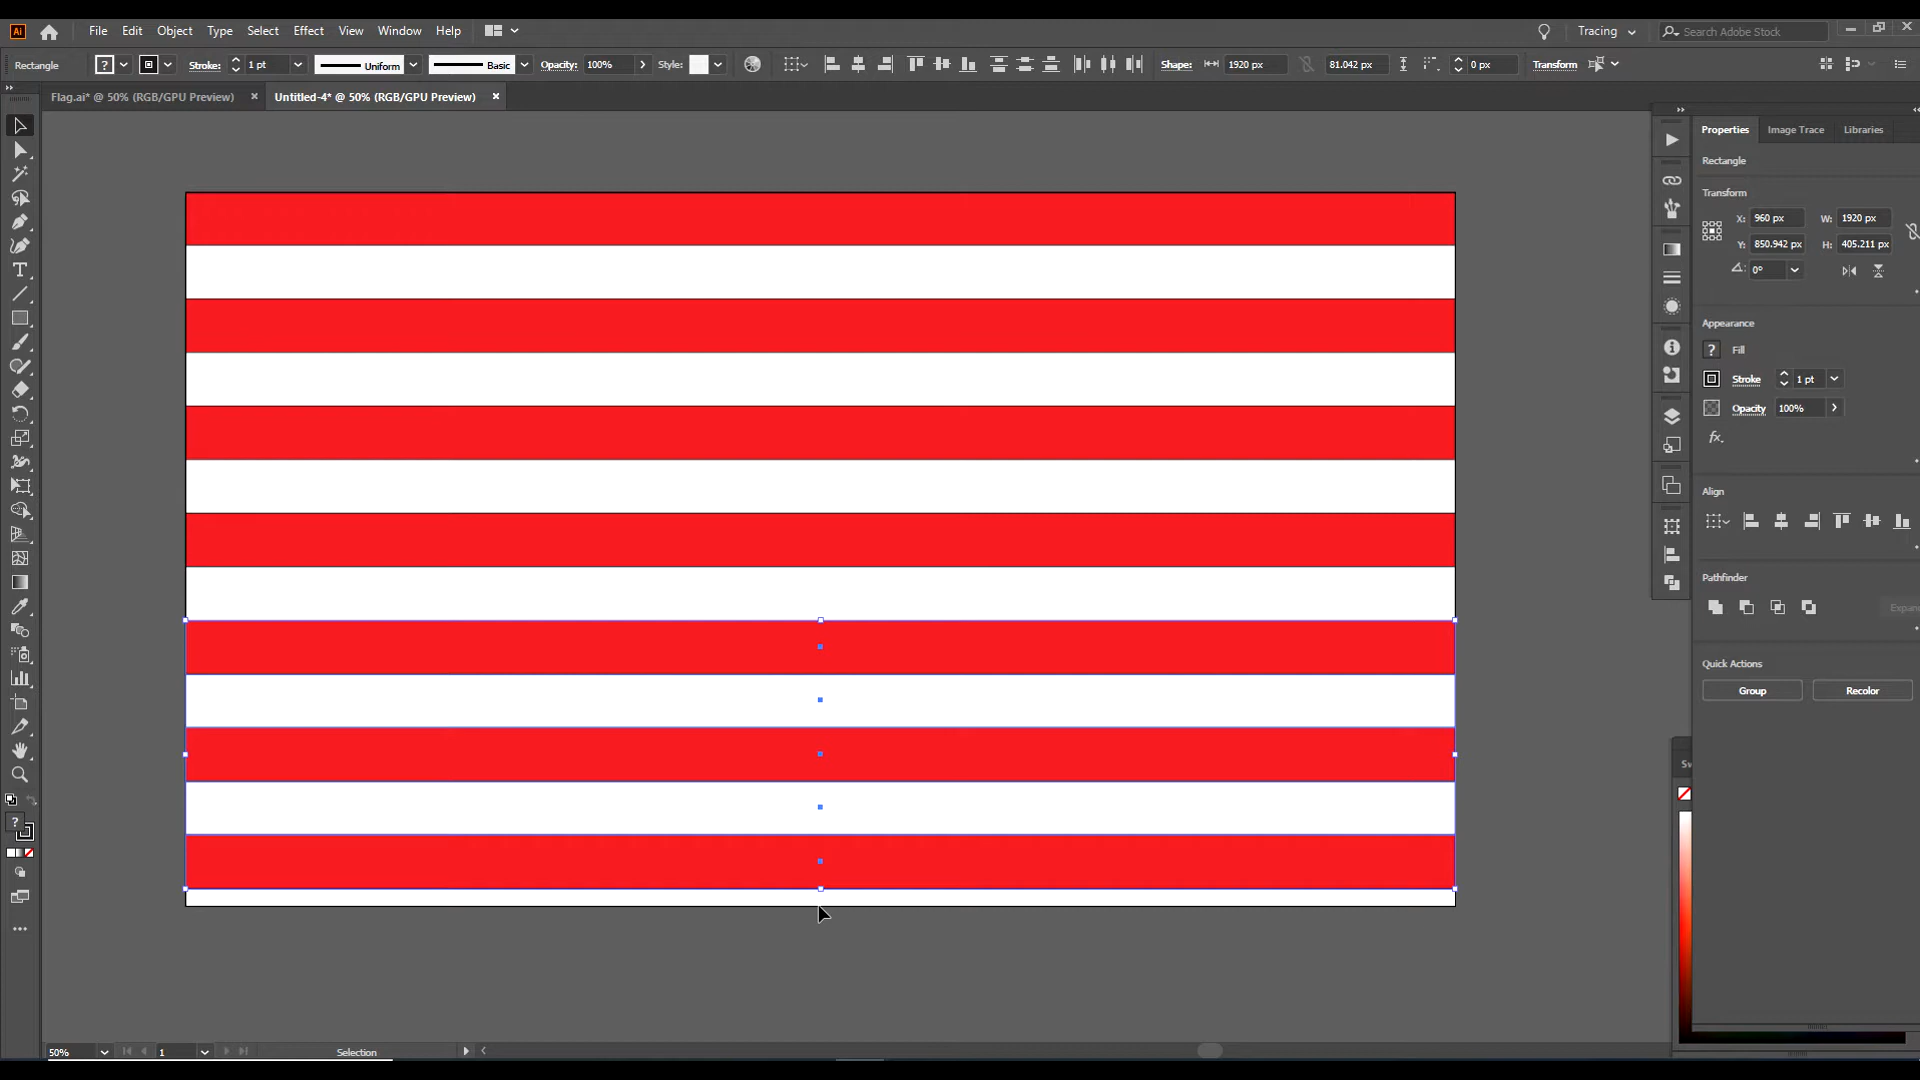 Ai File Edit Object Type Select Effect View Window Help Tracing Search Adobe Stock
Rectangle ? Stroke: 1 pt Uniform Basic Opacity: 100% Style: Shape: 1920 px 81.042 px 0 px Transform
Flag.ai* @ 50% (RGB/GPU Preview) × Untitled-4* @ 50% (RGB/GPU Preview) ×
Properties Image Trace Libraries
Rectangle
Transform
X: 960 px W: 1920 px
Y: 850.942 px H: 405.211 px
0°
Appearance
? Fill
Stroke 1 pt
Opacity 100%
fx.
Align
Pathfinder
Expand
Quick Actions
Group Recolor
Sw
?
50% 1 Selection